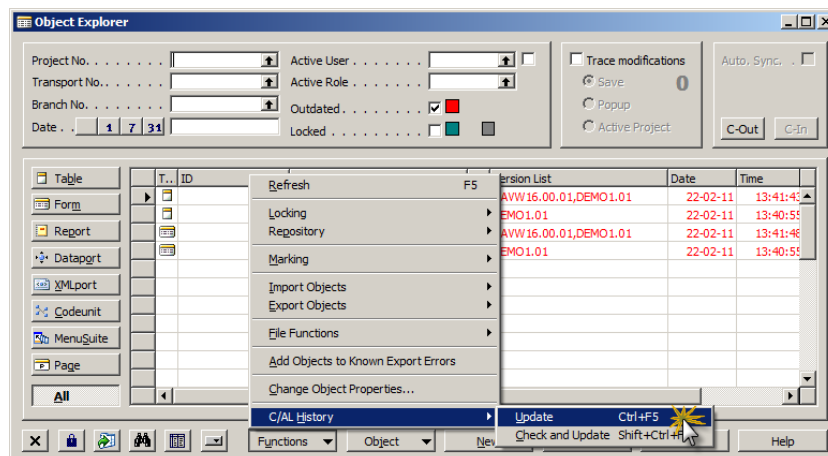 Object Explorer
Project No. . . . . . . .
Active User . . . . . . .
Trace modifications
Auto. Sync. .
Transport No. . . . . . .
Active Role . . . . . . .
Save
0
Branch No. . . . . . . .
Outdated . . . . . . . .
Popup
Date . . 1 7 31
Locked . . . . . . . . .
Active Project
C-Out
C-In
Table
Form
Report
Dataport
XMLport
Codeunit
MenuSuite
Page
All
T.. ID
ersion List
Date
Time
AVW16.00.01,DEMO1.01 22-02-11 13:41:43
EMO1.01 22-02-11 13:40:55
AVW16.00.01,DEMO1.01 22-02-11 13:41:48
EMO1.01 22-02-11 13:40:55
Refresh F5
Locking
Repository
Marking
Import Objects
Export Objects
File Functions
Add Objects to Known Export Errors
Change Object Properties...
C/AL History
Update Ctrl+F5
Check and Update Shift+Ctrl+F
Functions
Object
New
Help